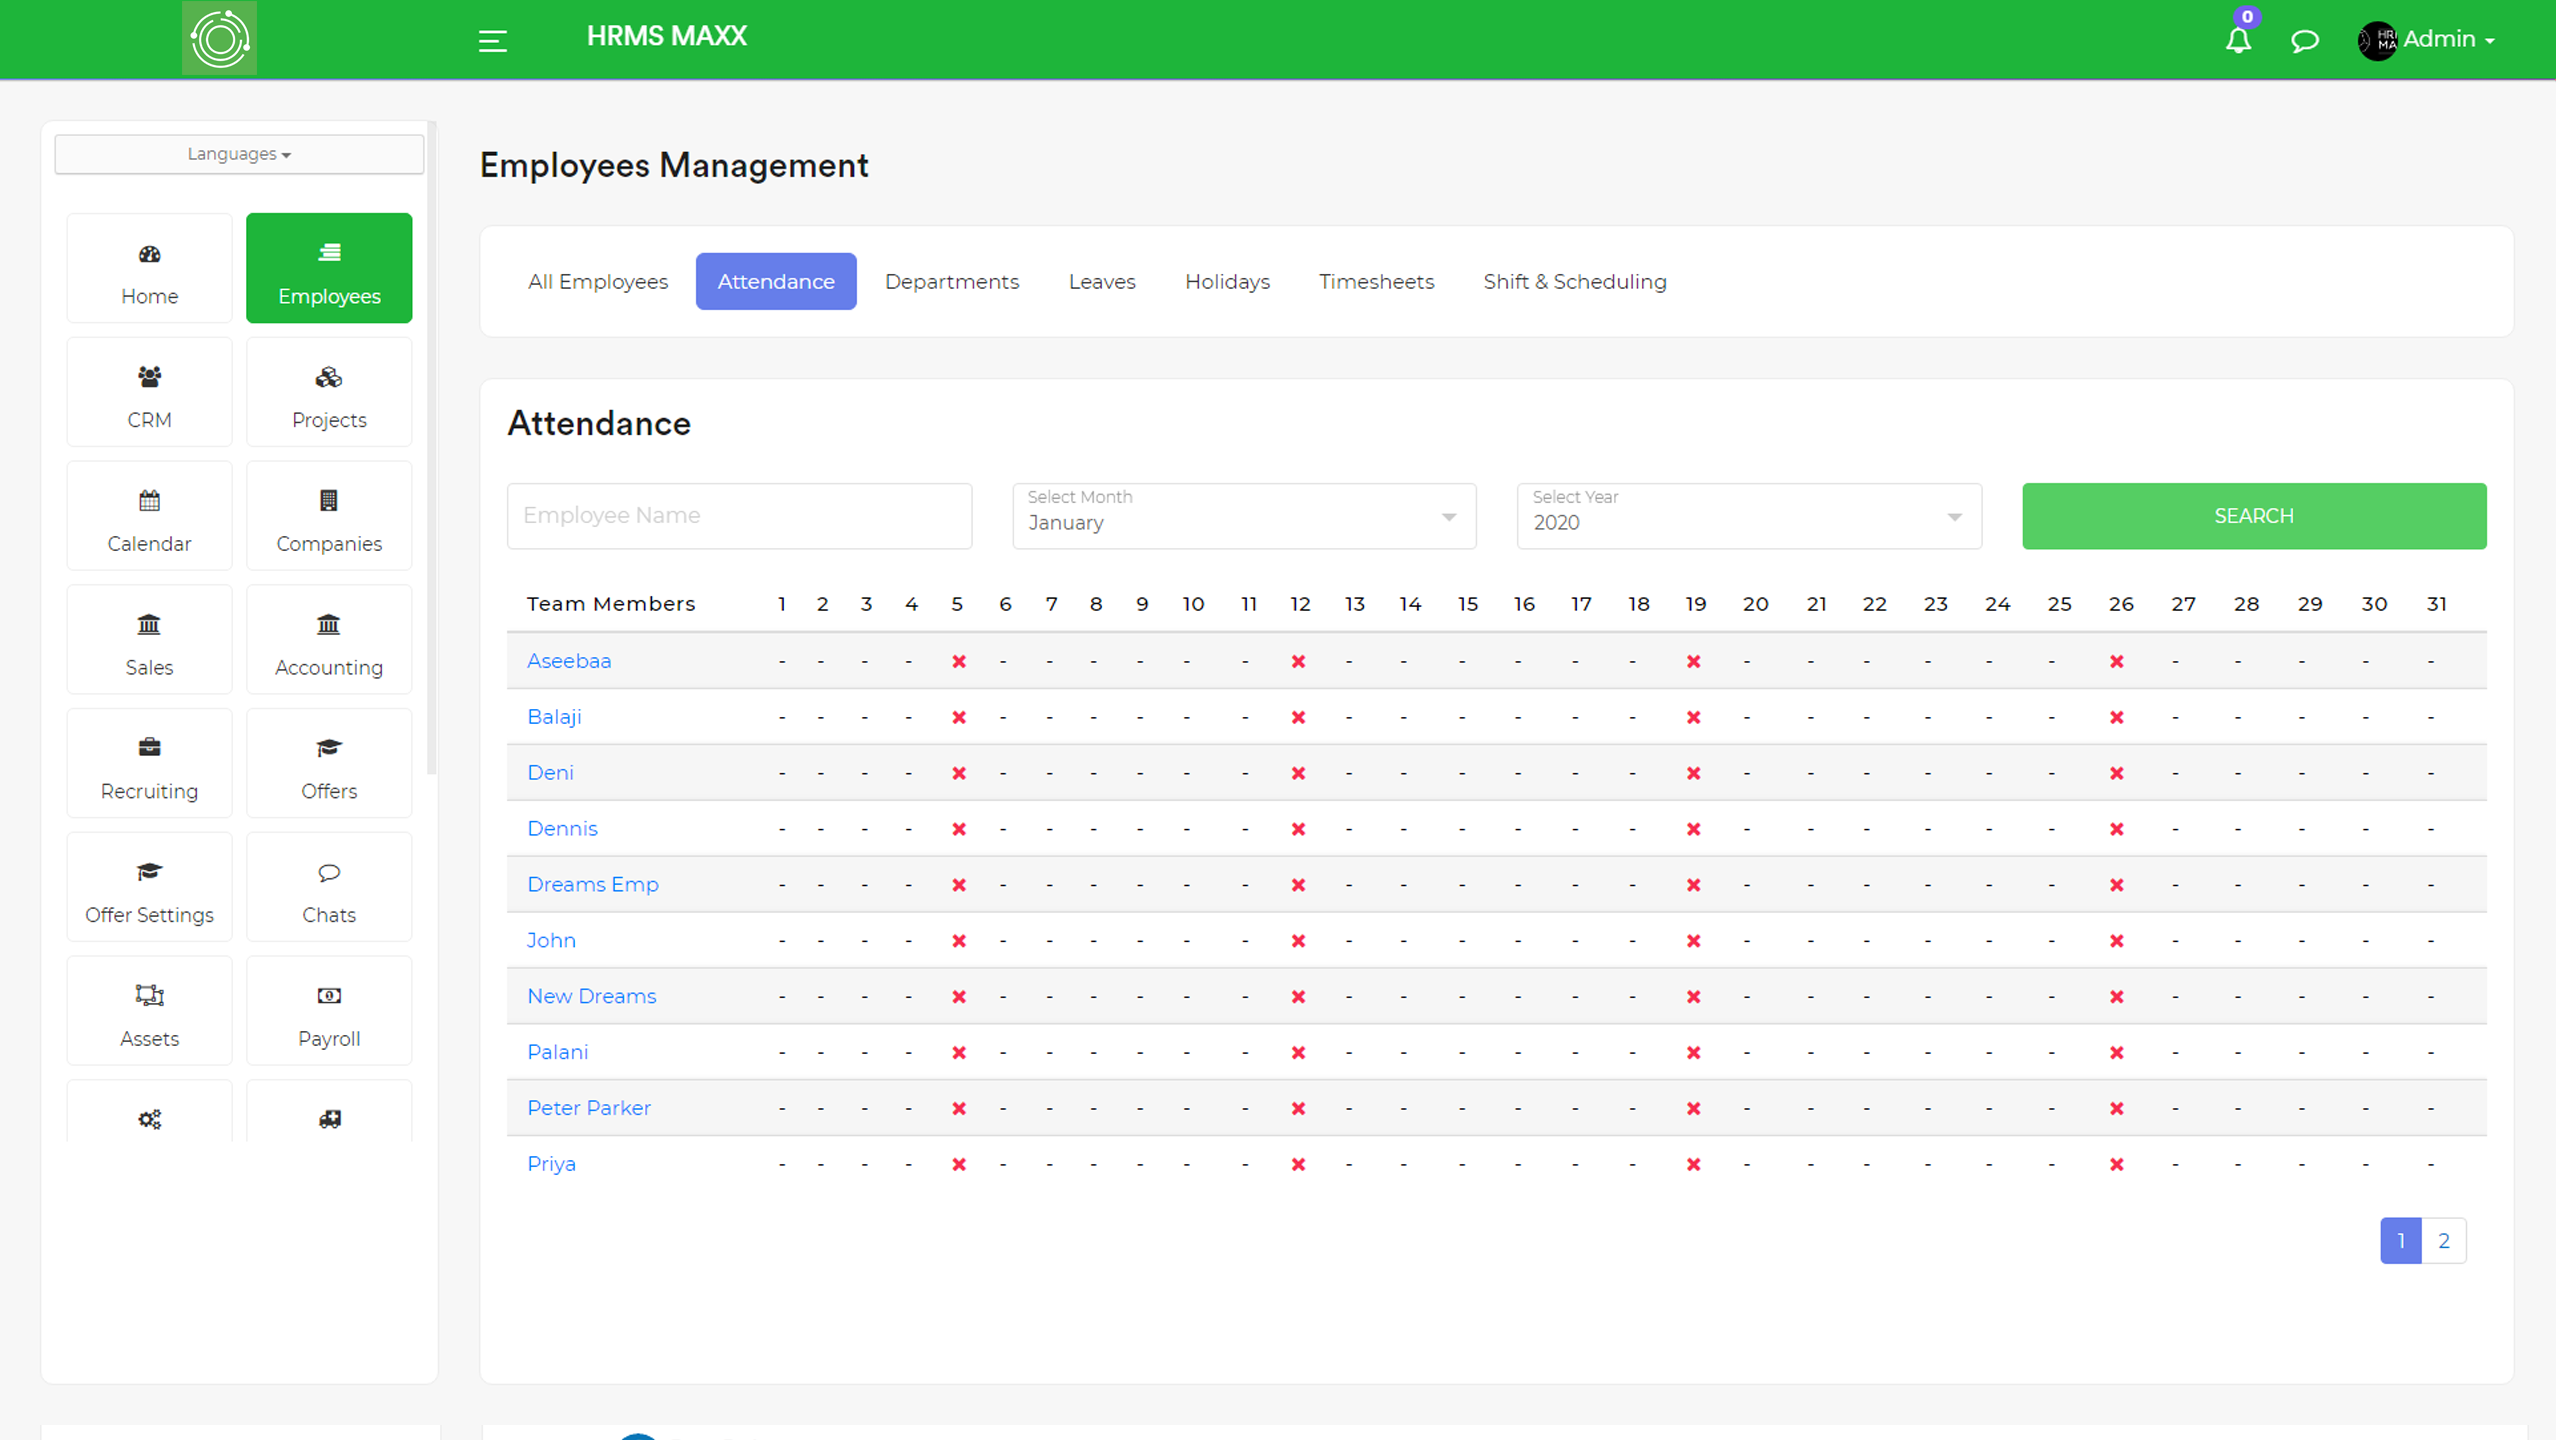 HRMS MAXX
0
HR
MA
Admin
Languages
Home
Employees
CRM
Projects
Calendar
Companies
Sales
Accounting
Recruiting
Offers
Offer Settings
Chats
Assets
Payroll
Employees Management
All Employees Attendance Departments Leaves Holidays Timesheets Shift & Scheduling
Attendance
Employee Name
Select Month
January
Select Year
2020
SEARCH
Team Members 1 2 3 4 5 6 7 8 9 10 11 12 13 14 15 16 17 18 19 20 21 22 23 24 25 26 27 28 29 30 31
Aseebaa - - - - ✖ - - - - - - ✖ - - - - - - ✖ - - - - - - ✖ - - - - -
Balaji - - - - ✖ - - - - - - ✖ - - - - - - ✖ - - - - - - ✖ - - - - -
Deni - - - - ✖ - - - - - - ✖ - - - - - - ✖ - - - - - - ✖ - - - - -
Dennis - - - - ✖ - - - - - - ✖ - - - - - - ✖ - - - - - - ✖ - - - - -
Dreams Emp - - - - ✖ - - - - - - ✖ - - - - - - ✖ - - - - - - ✖ - - - - -
John - - - - ✖ - - - - - - ✖ - - - - - - ✖ - - - - - - ✖ - - - - -
New Dreams - - - - ✖ - - - - - - ✖ - - - - - - ✖ - - - - - - ✖ - - - - -
Palani - - - - ✖ - - - - - - ✖ - - - - - - ✖ - - - - - - ✖ - - - - -
Peter Parker - - - - ✖ - - - - - - ✖ - - - - - - ✖ - - - - - - ✖ - - - - -
Priya - - - - ✖ - - - - - - ✖ - - - - - - ✖ - - - - - - ✖ - - - - -
1 2